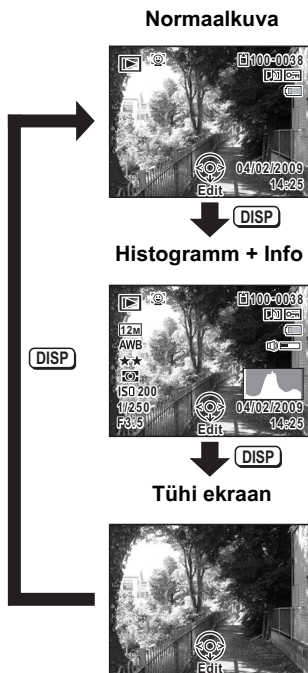 Normaalkuva
100-0038
Edit
04/02/2009
14:25
DISP
Histogramm + Info
100-0038
12M
AWB
ISO 200
1/250
F3.5
Edit
04/02/2009
14:25
DISP
DISP
Tühi ekraan
Edit